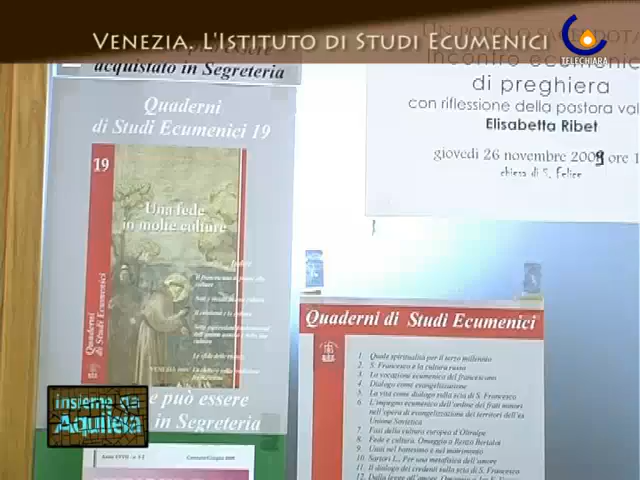 VENEZIA. L'ISTITUTO DI STUDI ECUMENICI
TELECHIARA
acquistato in Segreteria
Quaderni
di Studi Ecumenici 19
19
Una fede
in molte culture
Indice
Quaderni
di Studi Ecumenici
e può essere
in Segreteria
insieme da
Aquileia
Incontro ecumenic
di preghiera
con riflessione della pastora val
Elisabetta Ribet
giovedì 26 novembre 2009 ore 1
chiesa di S. Felice
Quaderni di Studi Ecumenici
1. Quale spiritualità per il terzo millennio
2. S. Francesco e la cultura russa
3. La vocazione ecumenica del francescano
4. Dialogo come evangelizzazione
5. La vita come dialogo sulla scia di S. Francesco
6. L'impegno ecumenico dell'ordine dei frati minori
nell'opera di evangelizzazione dei territori dell'ex
Unione Sovietica
7. Fasi della cultura europea d'Oltralpe
8. Fede e cultura. Omaggio a Renzo Bertalot
9. Uniti nel battesimo e nel matrimonio
10. Sartori L., Per una metafisica dell'amore
11. Il dialogo dei credenti sulla scia di S. Francesco